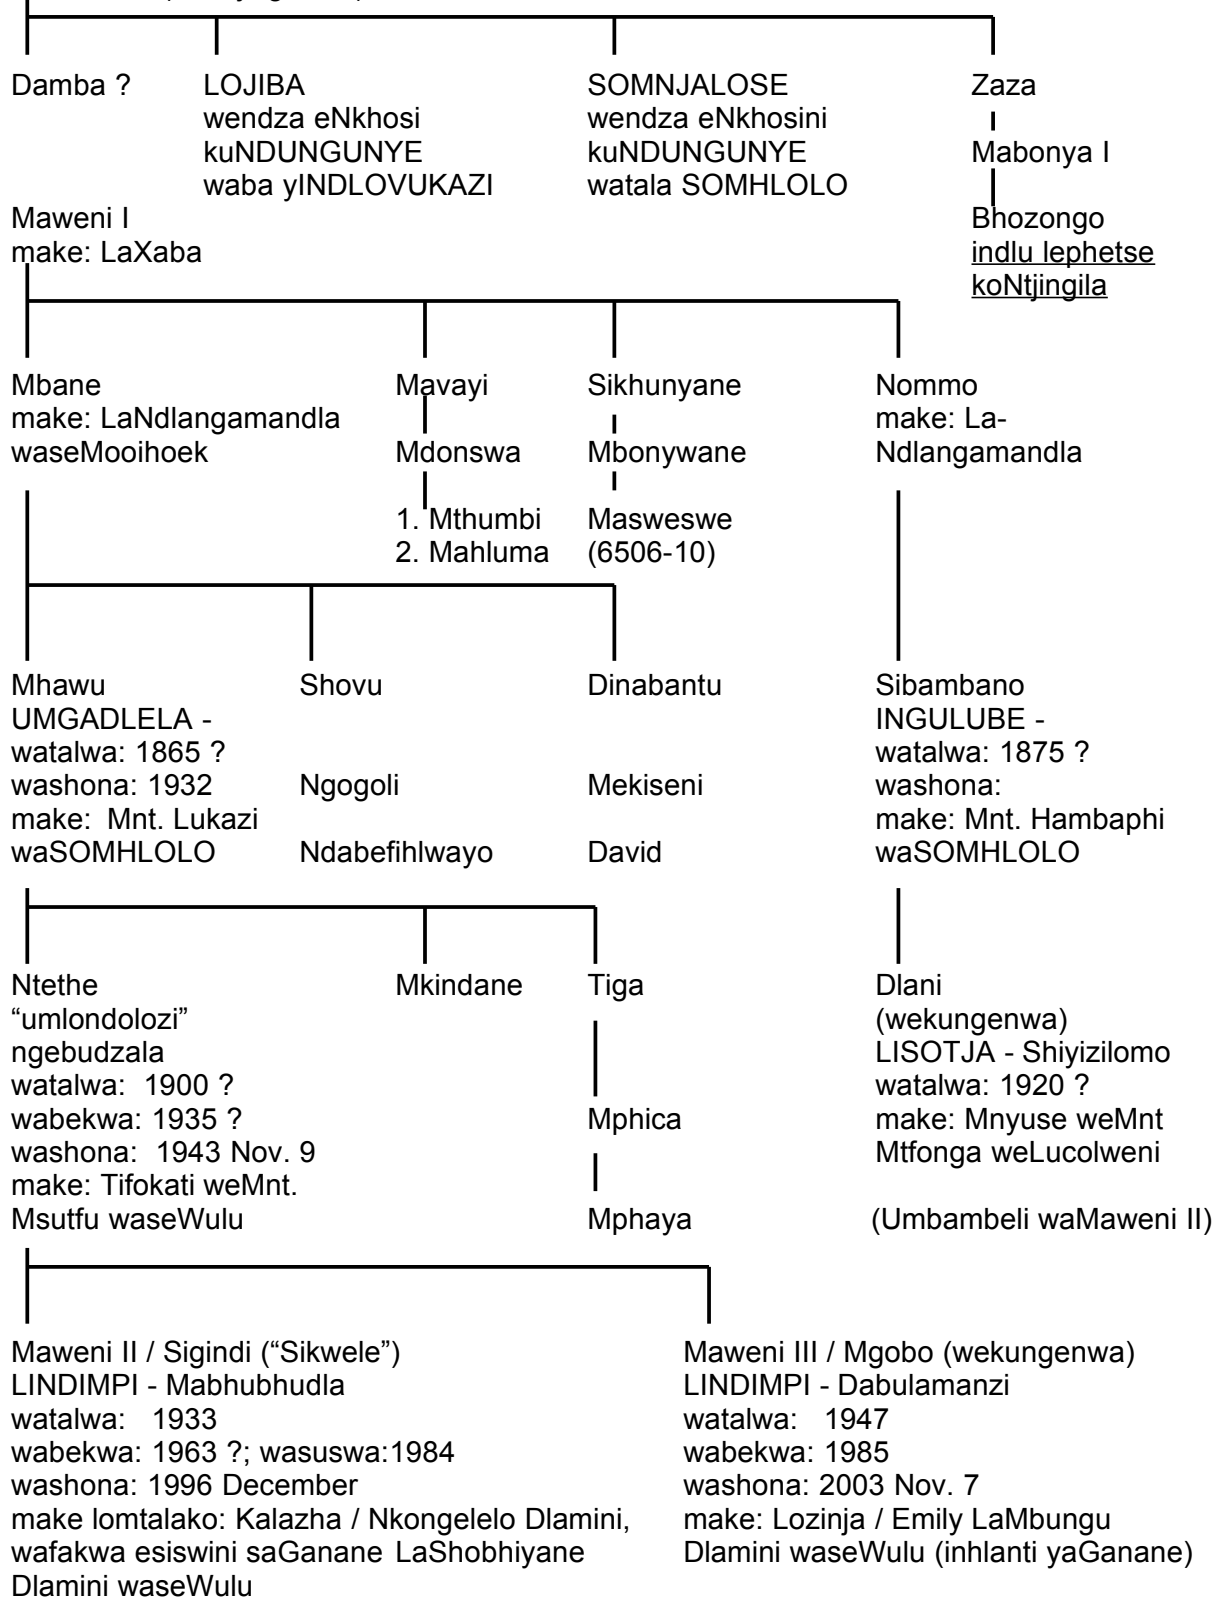 Damba ?
LOJIBA
wendza eNkhosi
kuNDUNGUNYE
waba yINDLOVUKAZI
SOMNJALOSE
wendza eNkhosini
kuNDUNGUNYE
watala SOMHLOLO
Zaza
Mabonya I
Bhozongo
indlu lephetse
koNtjingila
Maweni I
make: LaXaba
Mbane
make: LaNdlangamandla
waseMooihoek
Mavayi
Mdonswa
1. Mthumbi
2. Mahluma
Sikhunyane
Mbonywane
Masweswe
(6506-10)
Nommo
make: La-
Ndlangamandla
Mhawu
UMGADLELA -
watalwa: 1865 ?
washona: 1932
make: Mnt. Lukazi
waSOMHLOLO
Shovu
Ngogoli
Ndabefihlwayo
Dinabantu
Mekiseni
David
Sibambano
INGULUBE -
watalwa: 1875 ?
washona:
make: Mnt. Hambaphi
waSOMHLOLO
Ntethe
“umlondolozi”
ngebudzala
watalwa: 1900 ?
wabekwa: 1935 ?
washona: 1943 Nov. 9
make: Tifokati weMnt.
Msutfu waseWulu
Mkindane
Tiga
Mphica
Mphaya
Dlani
(wekungenwa)
LISOTJA - Shiyizilomo
watalwa: 1920 ?
make: Mnyuse weMnt
Mtfonga weLucolweni
(Umbambeli waMaweni II)
Maweni II / Sigindi (“Sikwele”)
LINDIMPI - Mabhubhudla
watalwa: 1933
wabekwa: 1963 ?; wasuswa:1984
washona: 1996 December
make lomtalako: Kalazha / Nkongelelo Dlamini,
wafakwa esiswini saGanane LaShobhiyane
Dlamini waseWulu
Maweni III / Mgobo (wekungenwa)
LINDIMPI - Dabulamanzi
watalwa: 1947
wabekwa: 1985
washona: 2003 Nov. 7
make: Lozinja / Emily LaMbungu
Dlamini waseWulu (inhlanti yaGanane)